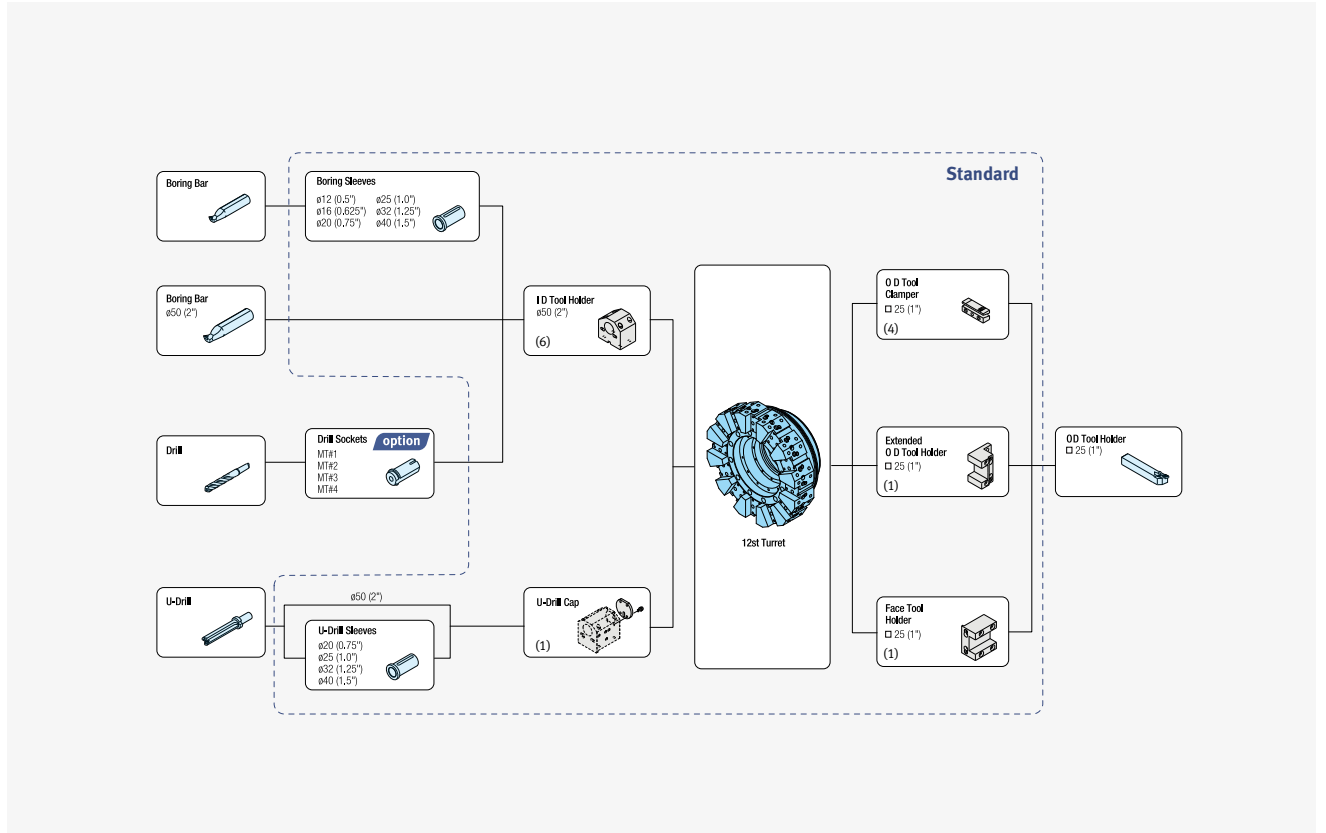 Standard
Boring Bar
Boring Sleeves
ø12 (0.5") ø25 (1.0")
ø16 (0.625") ø32 (1.25")
ø20 (0.75") ø40 (1.5")
Boring Bar
ø50 (2")
I D Tool Holder
ø50 (2")
(6)
O D Tool
Clamper
□ 25 (1")
(4)
Drill
Drill Sockets
option
MT#1
MT#2
MT#3
MT#4
12st Turret
Extended
O D Tool Holder
□ 25 (1")
(1)
OD Tool Holder
□ 25 (1")
U-Drill
ø50 (2")
U-Drill Sleeves
ø20 (0.75")
ø25 (1.0")
ø32 (1.25")
ø40 (1.5")
U-Drill Cap
(1)
Face Tool
Holder
□ 25 (1")
(1)